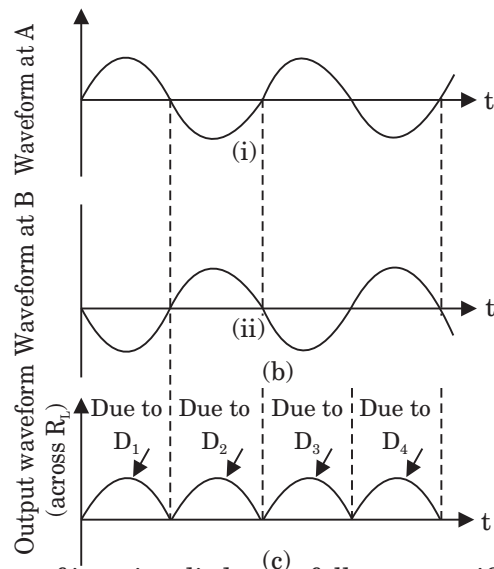 Waveform at A
t
(i)
Waveform at B
t
(ii)
(b)
Output waveform
(across R_L)
Due to D₁
Due to D₂
Due to D₃
Due to D₄
t
(c)